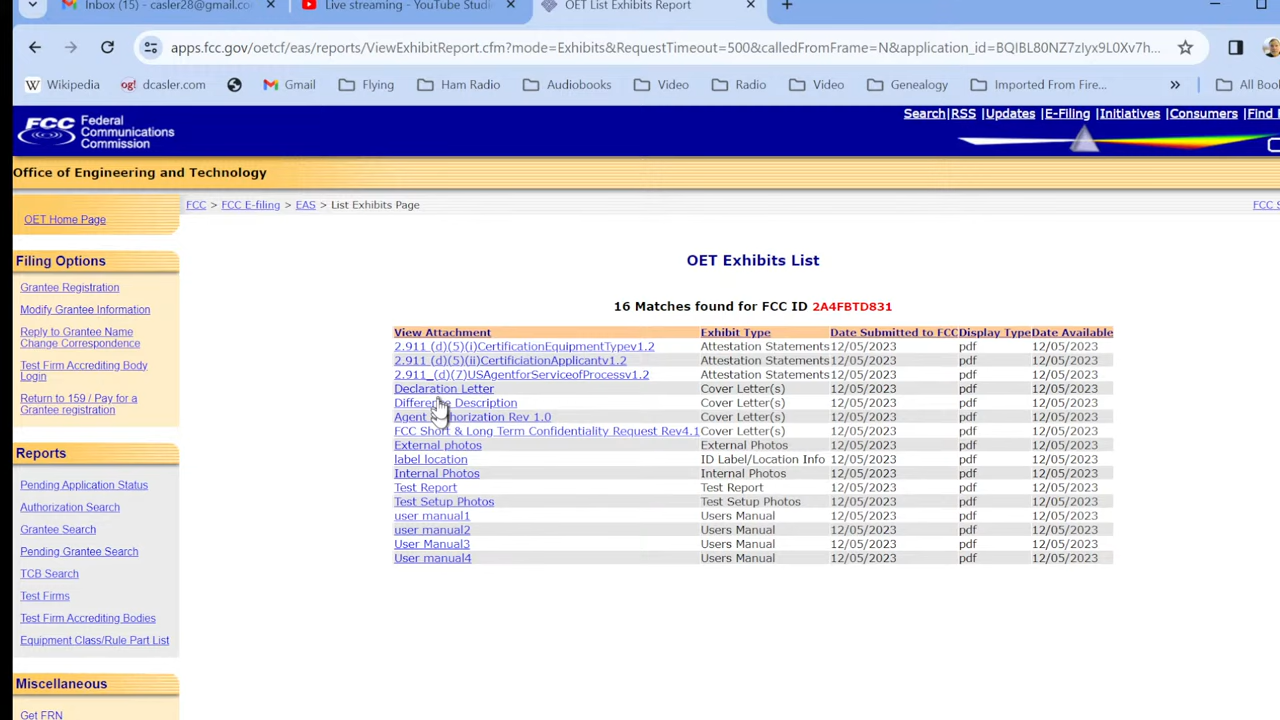 Inbox (15) - casler28@gmail.co
Live streaming - YouTube Studi
OET List Exhibits Report
apps.fcc.gov/oetcf/eas/reports/ViewExhibitReport.cfm?mode=Exhibits&RequestTimeout=500&calledFromFrame=N&application_id=BQIBL80NZ7zIyx9L0Xv7h...
W Wikipedia og! dcasler.com Gmail Flying Ham Radio Audiobooks Video Radio Video Genealogy Imported From Fire... » All Boo
Search|RSS|Updates|E-Filing|Initiatives|Consumers|Find
FCC Federal Communications Commission
Office of Engineering and Technology
FCC > FCC E-filing > EAS > List Exhibits Page
FCC S
OET Home Page
Filing Options
Grantee Registration
Modify Grantee Information
Reply to Grantee Name
Change Correspondence
Test Firm Accrediting Body
Login
Return to 159 / Pay for a
Grantee registration
Reports
Pending Application Status
Authorization Search
Grantee Search
Pending Grantee Search
TCB Search
Test Firms
Test Firm Accrediting Bodies
Equipment Class/Rule Part List
Miscellaneous
Get FRN
OET Exhibits List
16 Matches found for FCC ID 2A4FBTD831
View Attachment Exhibit Type Date Submitted to FCC Display Type Date Available
2.911_(d)(5)(i)CertificationEquipmentTypev1.2 Attestation Statements 12/05/2023 pdf 12/05/2023
2.911_(d)(5)(ii)CertificiationApplicantv1.2 Attestation Statements 12/05/2023 pdf 12/05/2023
2.911_(d)(7)USAgentforServiceofProcessv1.2 Attestation Statements 12/05/2023 pdf 12/05/2023
Declaration Letter Cover Letter(s) 12/05/2023 pdf 12/05/2023
Difference Description Cover Letter(s) 12/05/2023 pdf 12/05/2023
Agent Authorization Rev 1.0 Cover Letter(s) 12/05/2023 pdf 12/05/2023
FCC Short & Long Term Confidentiality Request Rev4.1 Cover Letter(s) 12/05/2023 pdf 12/05/2023
External photos External Photos 12/05/2023 pdf 12/05/2023
label location ID Label/Location Info 12/05/2023 pdf 12/05/2023
Internal Photos Internal Photos 12/05/2023 pdf 12/05/2023
Test Report Test Report 12/05/2023 pdf 12/05/2023
Test Setup Photos Test Setup Photos 12/05/2023 pdf 12/05/2023
user manual1 Users Manual 12/05/2023 pdf 12/05/2023
user manual2 Users Manual 12/05/2023 pdf 12/05/2023
User Manual3 Users Manual 12/05/2023 pdf 12/05/2023
User manual4 Users Manual 12/05/2023 pdf 12/05/2023